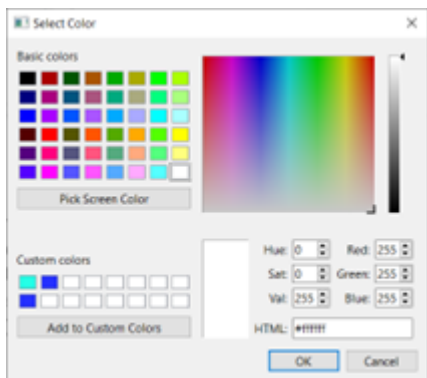 Select Color
Basic colors
Pick Screen Color
Custom colors
Add to Custom Colors
Hue: 0 Red: 255
Sat: 0 Green: 255
Val: 255 Blue: 255
HTML: #ffffff
OK Cancel